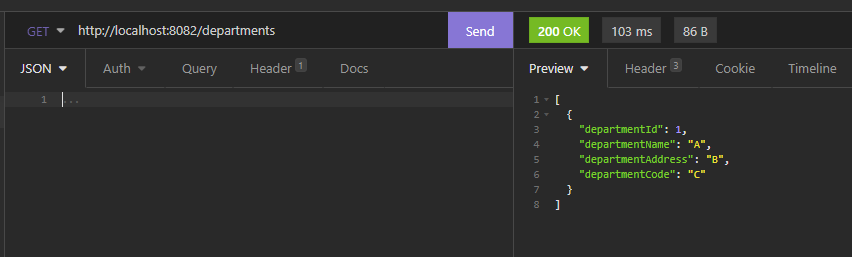 GET http://localhost:8082/departments Send 200 OK 103 ms 86 B
JSON Auth Query Header 1 Docs Preview Header 3 Cookie Timeline
1 ...
1 [
2 {
3 "departmentId": 1,
4 "departmentName": "A",
5 "departmentAddress": "B",
6 "departmentCode": "C"
7 }
8 ]